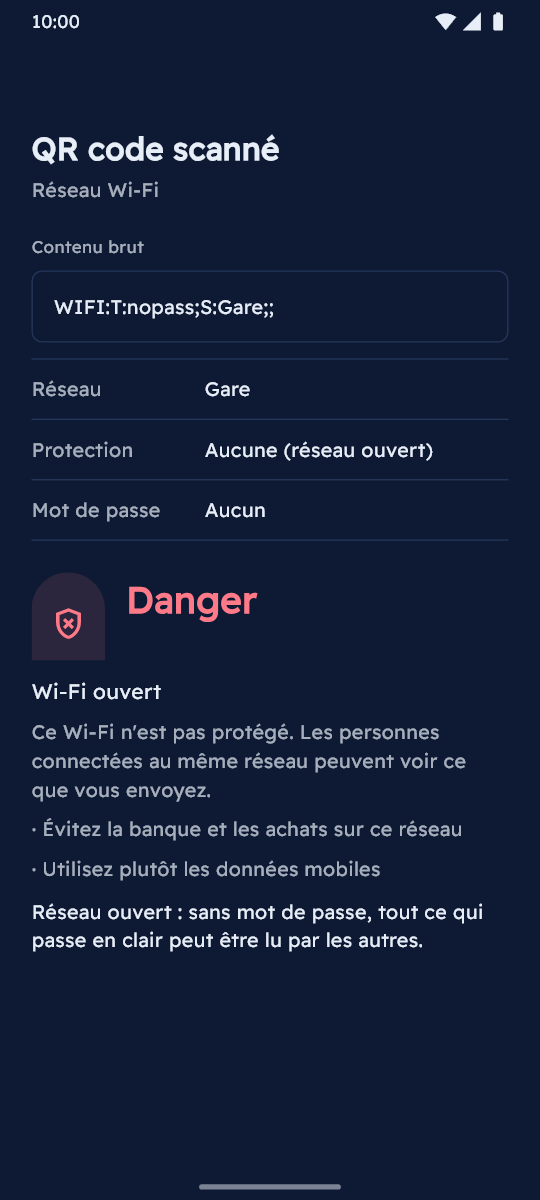 10:00
QR code scanné
Réseau Wi-Fi
Contenu brut
WIFI:T:nopass;S:Gare;;
Réseau Gare
Protection Aucune (réseau ouvert)
Mot de passe Aucun
Danger
Wi-Fi ouvert
Ce Wi-Fi n'est pas protégé. Les personnes
connectées au même réseau peuvent voir ce
que vous envoyez.
· Évitez la banque et les achats sur ce réseau
· Utilisez plutôt les données mobiles
Réseau ouvert : sans mot de passe, tout ce qui
passe en clair peut être lu par les autres.